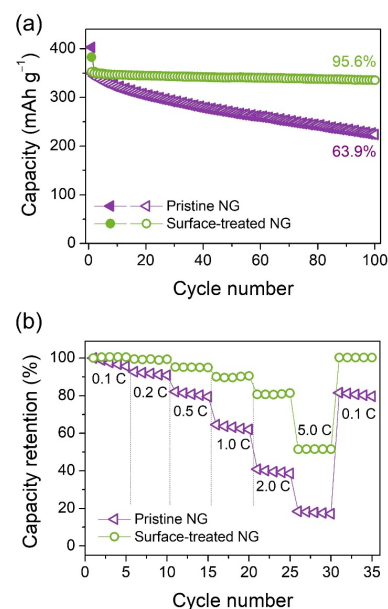 (a)
Capacity (mAh g⁻¹)
400
300
200
100
0
95.6%
63.9%
Pristine NG
Surface-treated NG
0 20 40 60 80 100
Cycle number
(b)
Capacity retention (%)
100
80
60
40
20
0
0.1 C
0.2 C
0.5 C
1.0 C
2.0 C
5.0 C
0.1 C
Pristine NG
Surface-treated NG
0 5 10 15 20 25 30 35
Cycle number